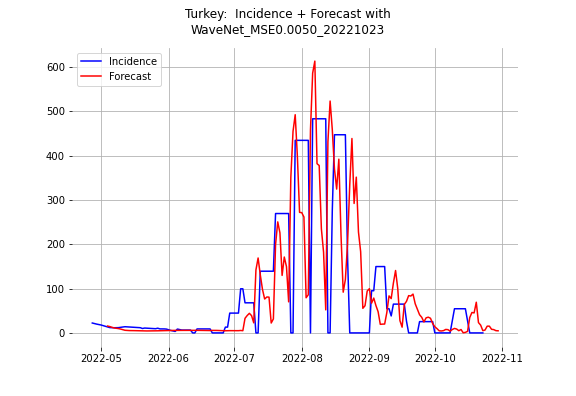 Turkey:  Incidence + Forecast with
WaveNet_MSE0.0050_20221023
Incidence
Forecast
600
500
400
300
200
100
0
2022-05 2022-06 2022-07 2022-08 2022-09 2022-10 2022-11